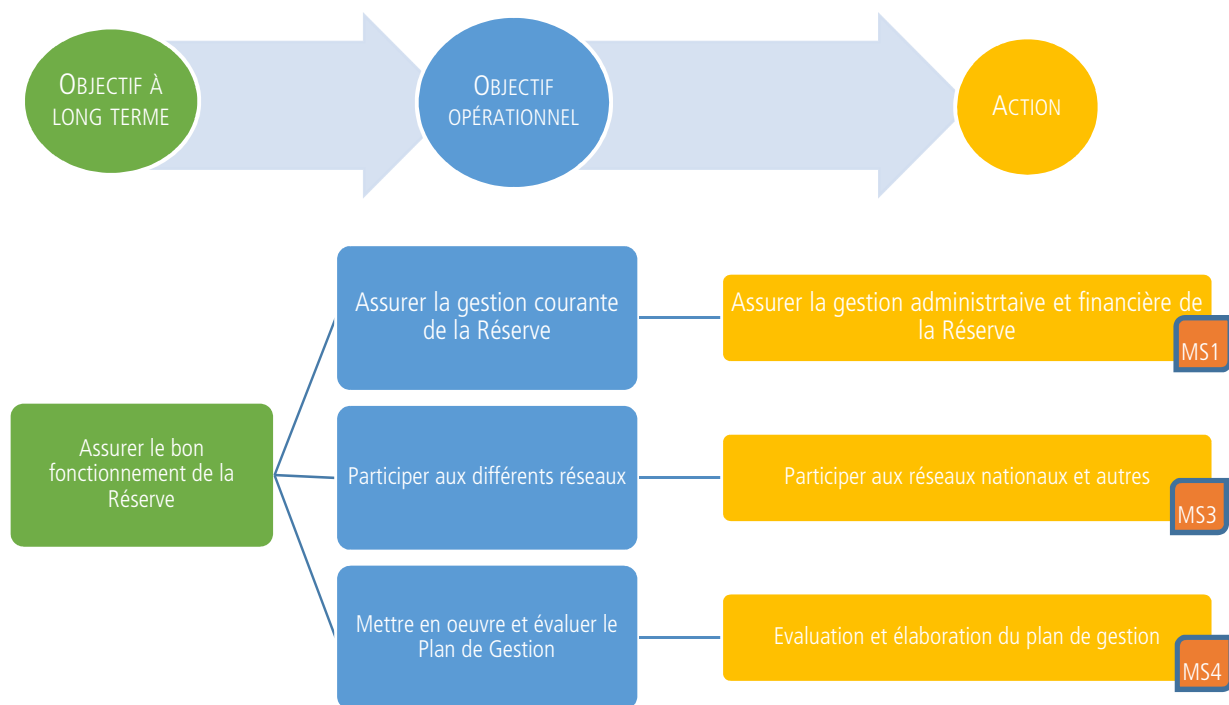 OBJECTIF À
LONG TERME
OBJECTIF
OPÉRATIONNEL
ACTION
Assurer le bon
fonctionnement de la
Réserve
Assurer la gestion courante
de la Réserve
Assurer la gestion administrtaive et financière de
la Réserve
MS1
Participer aux différents réseaux
Participer aux réseaux nationaux et autres
MS3
Mettre en oeuvre et évaluer le
Plan de Gestion
Evaluation et élaboration du plan de gestion
MS4